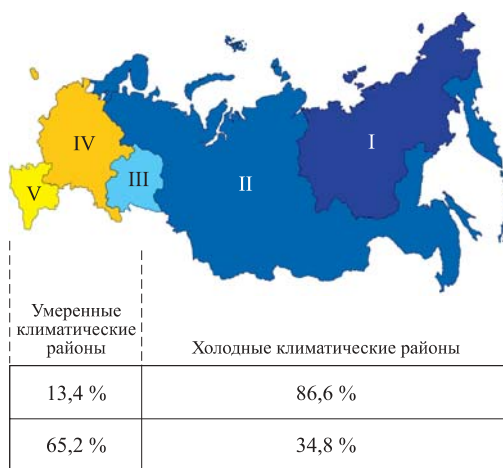 I
IV
III
II
V
Умеренные
климатические
районы
Холодные климатические районы
13,4 %
86,6 %
65,2 %
34,8 %